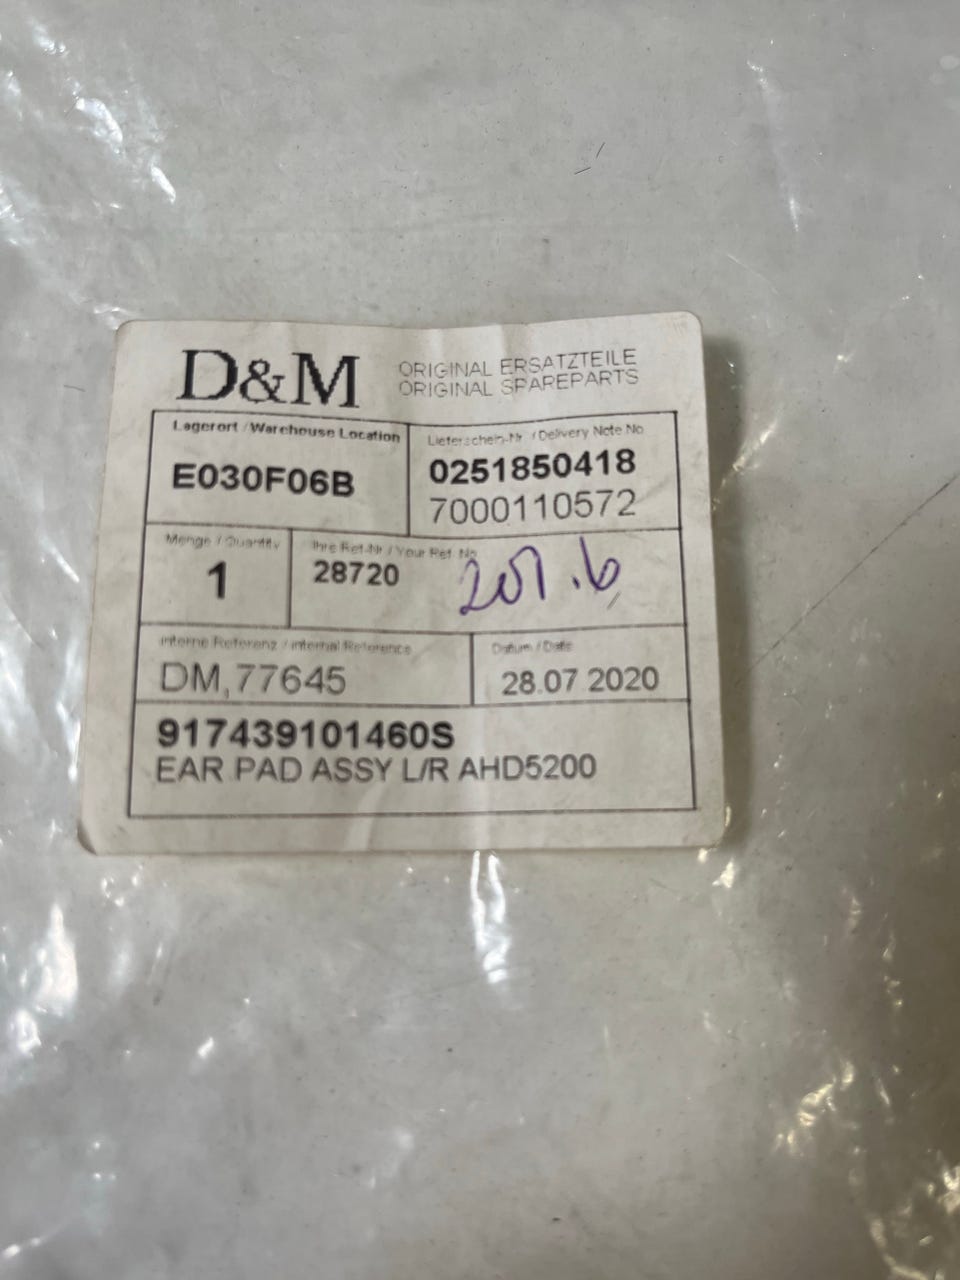 D&M
ORIGINAL ERSATZTEILE
ORIGINAL SPAREPARTS
Lagerort / Warehouse Location
E030F06B
Lieferschein-Nr / Delivery Note No
0251850418
7000110572
Menge / Quantity
1
Ihre Ref-Nr / Your Ref. No
28720
Interne Referenz / Internal Reference
DM,77645
Datum / Date
28.07 2020
917439101460S
EAR PAD ASSY L/R AHD5200